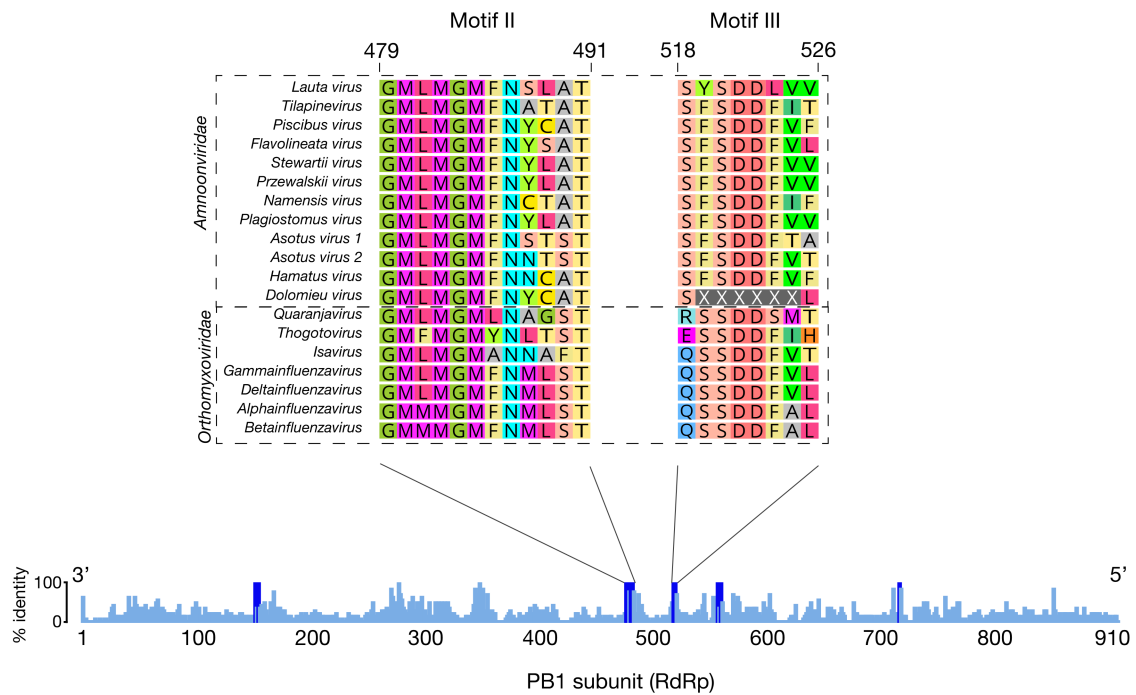 Motif II Motif III
479 491 518 526
Amnoonviridae
Lauta virus GMLMGMFNSLAT SYSDDLVV
Tilapinevirus GMLMGMFNATAT SFSDDFIT
Piscibus virus GMLMGMFNYCAT SFSDDFVF
Flavolineata virus GMLMGMFNYSAT SFSDDFVL
Stewartii virus GMLMGMFNYLAT SFSDDFVV
Przewalskii virus GMLMGMFNYLAT SFSDDFVV
Namensis virus GMLMGMFNCTAT SFSDDFIF
Plagiostomus virus GMLMGMFNYLAT SFSDDFVV
Asotus virus 1 GMLMGMFNSTST SFSDDFTA
Asotus virus 2 GMLMGMFNNTST SFSDDFVT
Hamatus virus GMLMGMFNNCAT SFSDDFVF
Dolomieu virus GMLMGMFNYCAT SXXXXXXL
Orthomyxoviridae
Quaranjavirus GMLMGMLNAGST RSSDDSMT
Thogotovirus GMFMGMYNLTST ESSDDFIH
Isavirus GMLMGMANNAFT QSSDDFVT
Gammainfluenzavirus GMLMGMFNMLST QSSDDFVL
Deltainfluenzavirus GMLMGMFNMLST QSSDDFVL
Alphainfluenzavirus GMMMGMFNMLST QSSDDFAL
Betainfluenzavirus GMMMGMFNMLST QSSDDFAL
% identity
100 3’ 5’
0
1 100 200 300 400 500 600 700 800 910
PB1 subunit (RdRp)